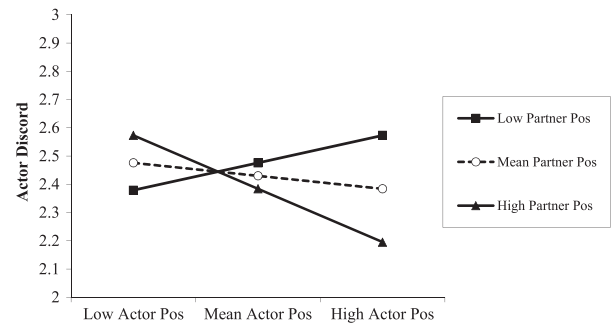 3
2.9
2.8
2.7
2.6
2.5
2.4
2.3
2.2
2.1
2
Actor Discord
Low Actor Pos Mean Actor Pos High Actor Pos
Low Partner Pos
Mean Partner Pos
High Partner Pos